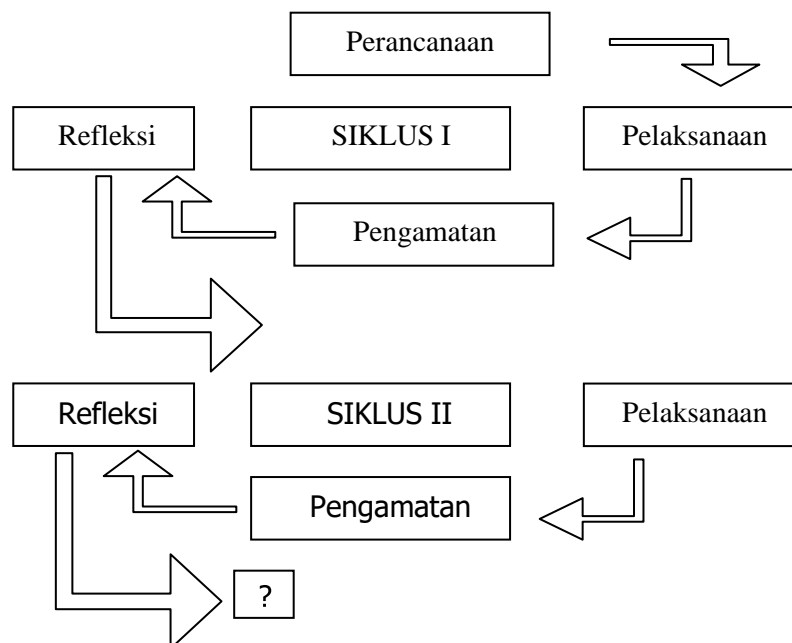 Perancanaan
Refleksi
SIKLUS I
Pelaksanaan
Pengamatan
Refleksi
SIKLUS II
Pelaksanaan
Pengamatan
?